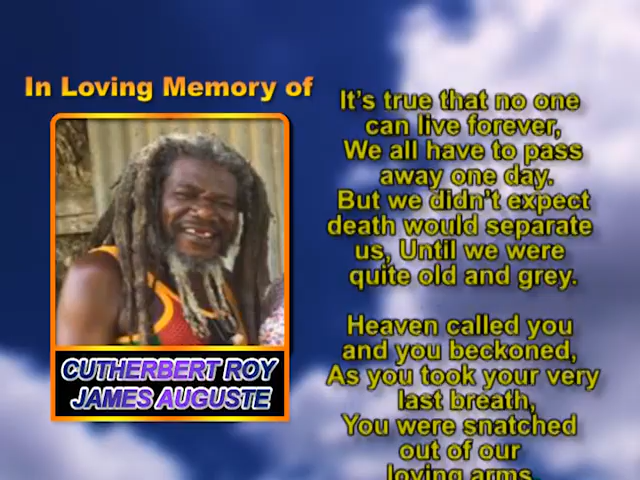 In Loving Memory of
CUTHERBERT ROY
JAMES AUGUSTE
It's true that no one
can live forever,
We all have to pass
away one day.
But we didn't expect
death would separate
us, Until we were
quite old and grey.
Heaven called you
and you beckoned,
As you took your very
last breath,
You were snatched
out of our
loving arms,